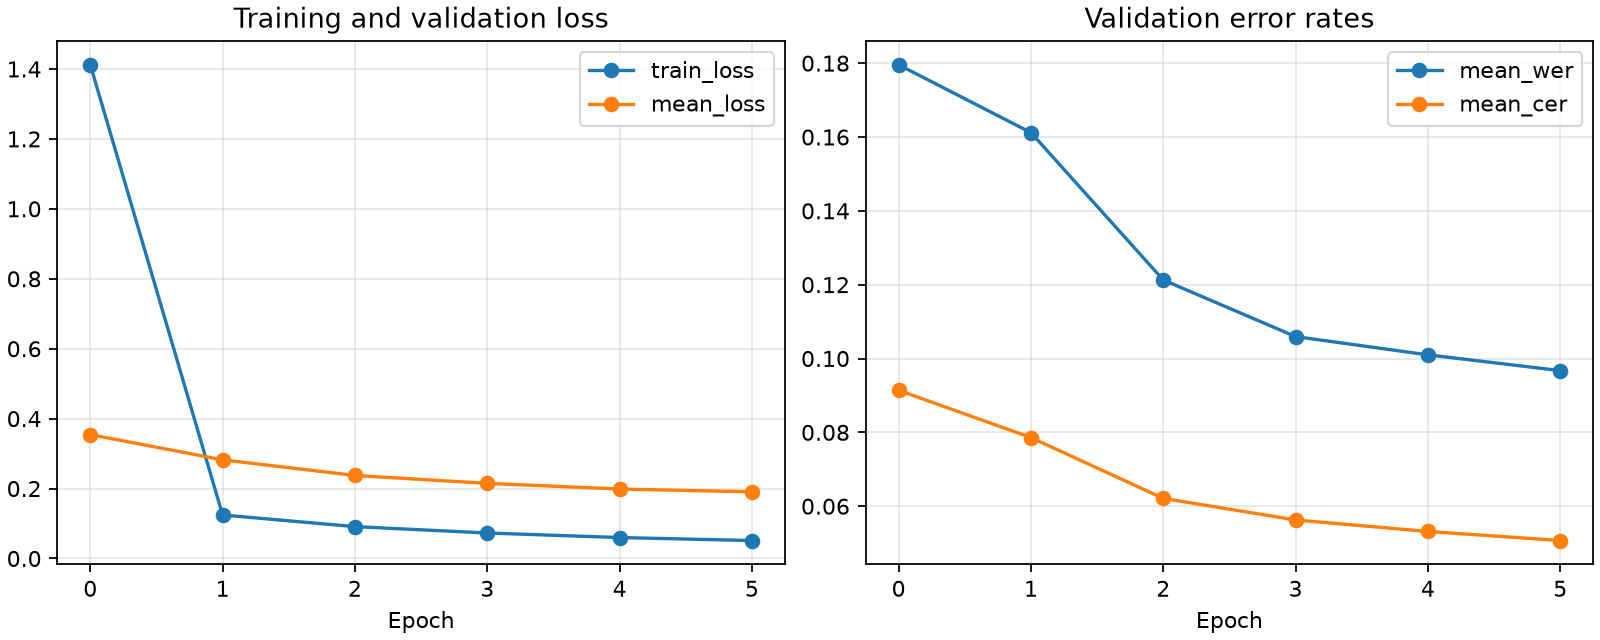 Training and validation loss
1.4
1.2
1.0
0.8
0.6
0.4
0.2
0.0
0 1 2 3 4 5
Epoch
train_loss
mean_loss
Validation error rates
0.18
0.16
0.14
0.12
0.10
0.08
0.06
0 1 2 3 4 5
Epoch
mean_wer
mean_cer